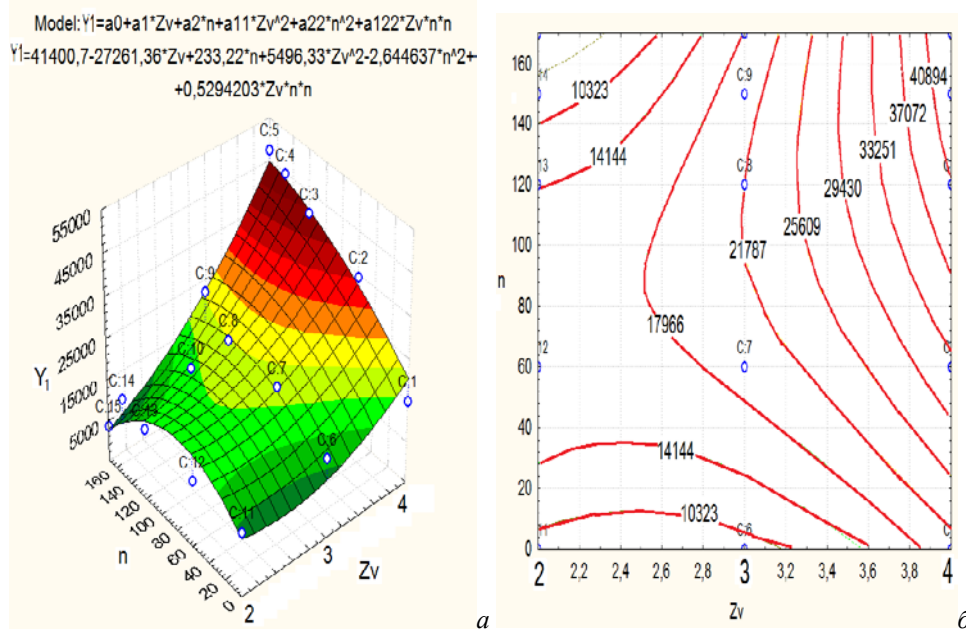 Model:Y1=a0+a1*Zv+a2*n+a11*Zv^2+a22*n^2+a122*Zv*n*n
Y1=41400,7-27261,36*Zv+233,22*n+5496,33*Zv^2-2,644637*n^2+
+0,5294203*Zv*n*n
C:5
C:4
C:3
C:2
C:9
C:8
C:10
C:7
C:1
C:14
C:15
C:12
C:6
C:11
55000
45000
35000
25000
15000
5000
Y1
160
140
120
100
80
60
40
20
0
n
2
3
4
Zv
а
160
140
120
100
80
60
40
20
0
n
10323
14144
C:9
40894
37072
33251
C:8
29430
25609
21787
17966
C:7
14144
10323
C:6
2
2,2
2,4
2,6
2,8
3
3,2
3,4
3,6
3,8
4
Zv
б